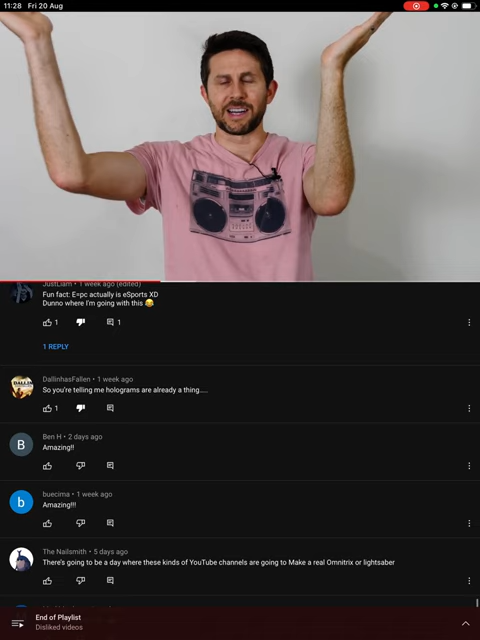 11:28 Fri 20 Aug
JustLiam • 1 week ago (edited)
Fun fact: E=pc actually is eSports XD
Dunno where I'm going with this 😂
1
1
1 REPLY
DallinhasFallen • 1 week ago
So you're telling me holograms are already a thing.....
1
B
Ben H • 2 days ago
Amazing!!
b
buecima • 1 week ago
Amazing!!!
The Nailsmith • 5 days ago
There's going to be a day where these kinds of YouTube channels are going to Make a real Omnitrix or lightsaber
End of Playlist
Disliked videos